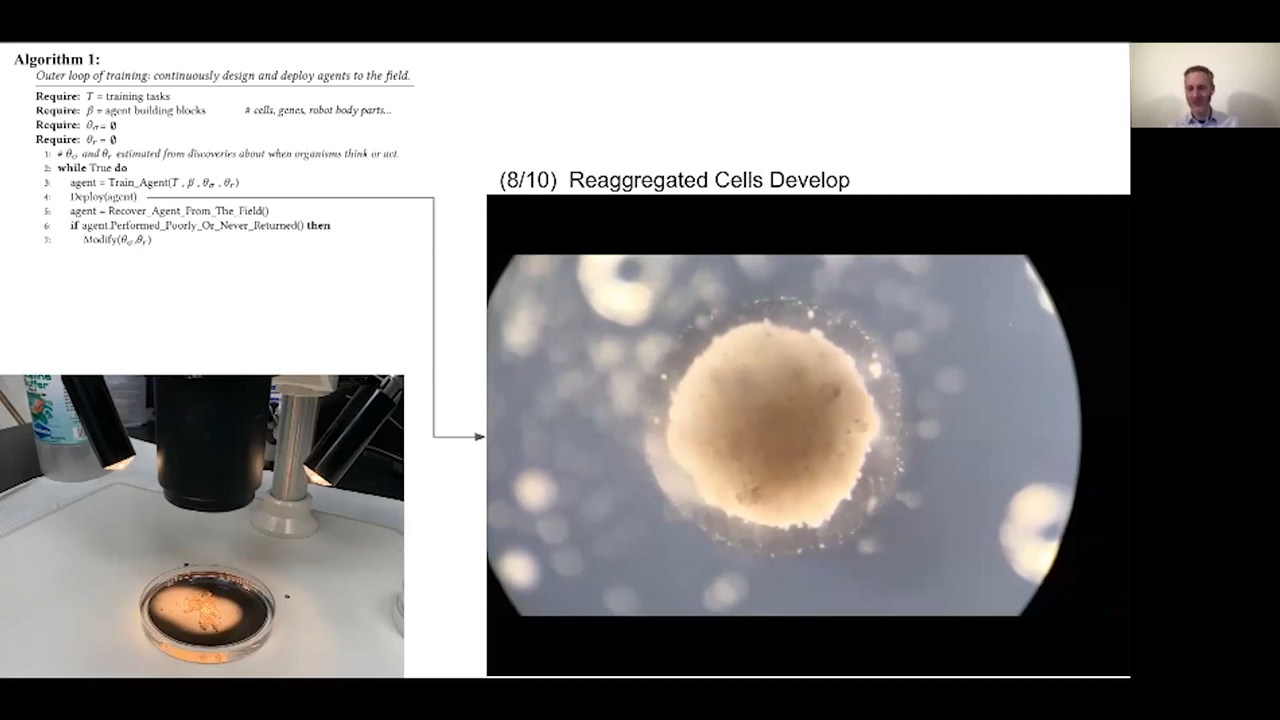 Algorithm 1:
Outer loop of training: continuously design and deploy agents to the field.
Require: T = training tasks
Require: β = agent building blocks # cells, genes, robot body parts...
Require: θσ = ∅
Require: θr = ∅
1: # θσ and θr estimated from discoveries about when organisms think or act.
2: while True do
3: agent = Train_Agent(T , β , θσ , θr)
4: Deploy(agent)
5: agent = Recover_Agent_From_The_Field()
6: if agent.Performed_Poorly_Or_Never_Returned() then
7: Modify(θσ,θr)
(8/10) Reaggregated Cells Develop